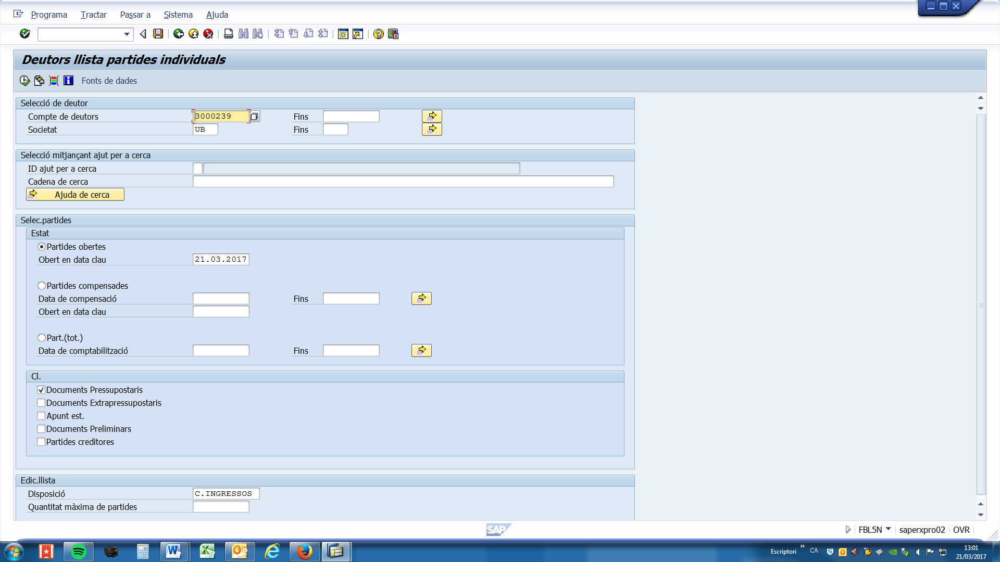 Programa Tractar Passar a Sistema Ajuda
Deutors llista partides individuals
Fonts de dades
Selecció de deutor
Compte de deutors 3000239 Fins
Societat UB Fins
Selecció mitjançant ajut per a cerca
ID ajut per a cerca
Cadena de cerca
Ajuda de cerca
Selec.partides
Estat
Partides obertes
Obert en data clau 21.03.2017
Partides compensades
Data de compensació Fins
Obert en data clau
Part.(tot.)
Data de comptabilització Fins
Cl.
Documents Pressupostaris
Documents Extrapressupostaris
Apunt est.
Documents Preliminars
Partides creditores
Edic.llista
Disposició C.INGRESSOS
Quantitat màxima de partides
SAP
FBL5N saperxpro02 OVR
Escriptori » CA 13:01
21/03/2017